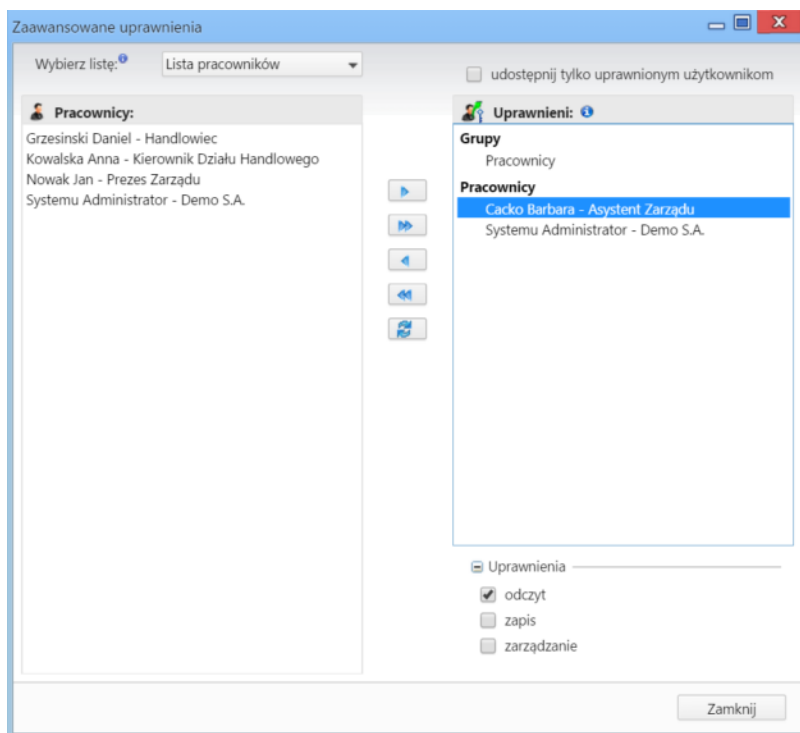 Zaawansowane uprawnienia
Wybierz listę:
Lista pracowników
udostępnij tylko uprawnionym użytkownikom
Pracownicy:
Grzesinski Daniel - Handlowiec
Kowalska Anna - Kierownik Działu Handlowego
Nowak Jan - Prezes Zarządu
Systemu Administrator - Demo S.A.
Uprawnieni:
Grupy
Pracownicy
Pracownicy
Cacko Barbara - Asystent Zarządu
Systemu Administrator - Demo S.A.
Uprawnienia
odczyt
zapis
zarządzanie
Zamknij